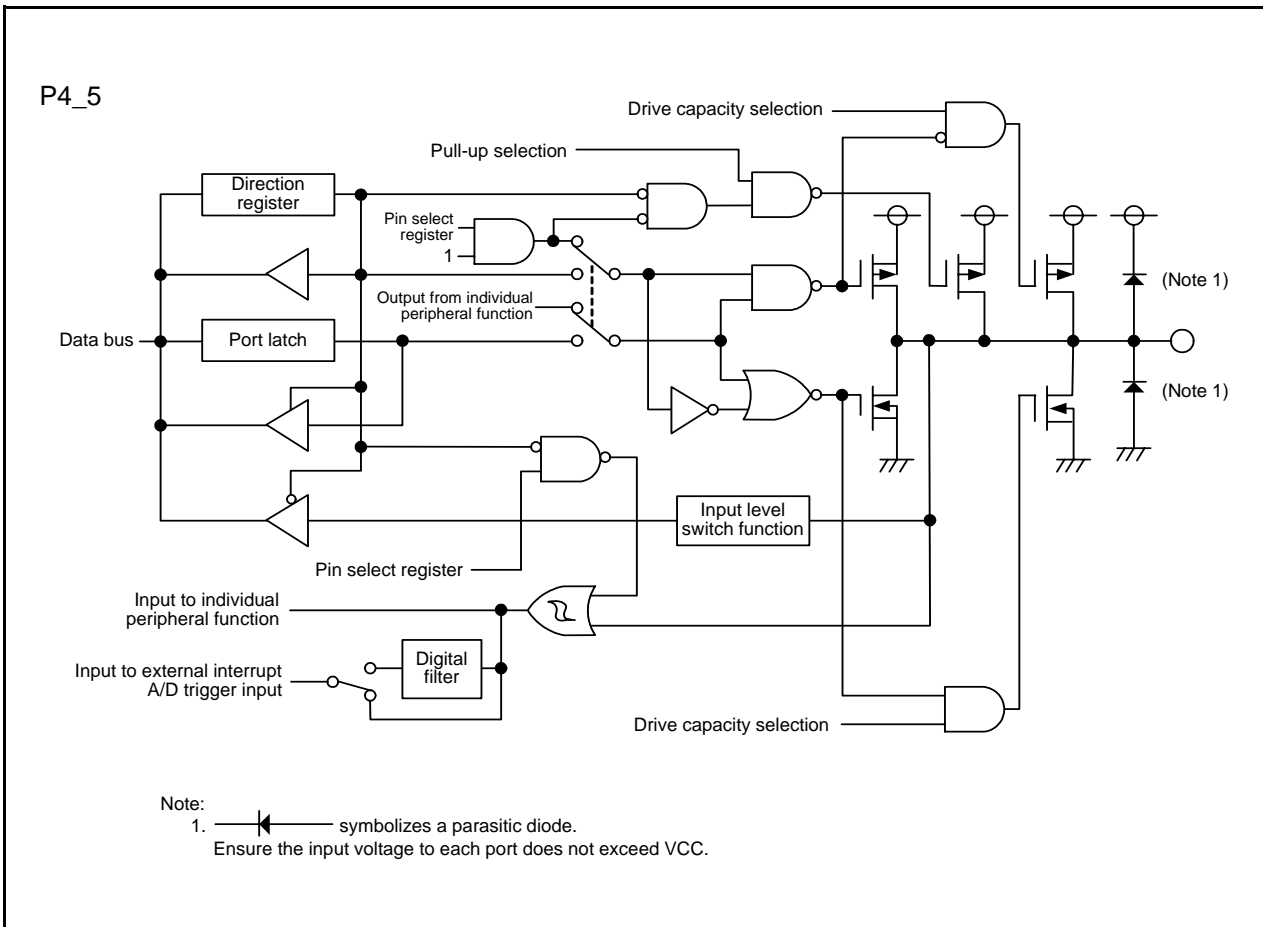 P4_5
Drive capacity selection
Pull-up selection
Direction
register
Pin select
register
1
Output from individual
peripheral function
(Note 1)
Data bus
Port latch
(Note 1)
Input level
switch function
Pin select register
Input to individual
peripheral function
Digital
filter
Input to external interrupt
A/D trigger input
Drive capacity selection
Note:
1. symbolizes a parasitic diode.
Ensure the input voltage to each port does not exceed VCC.